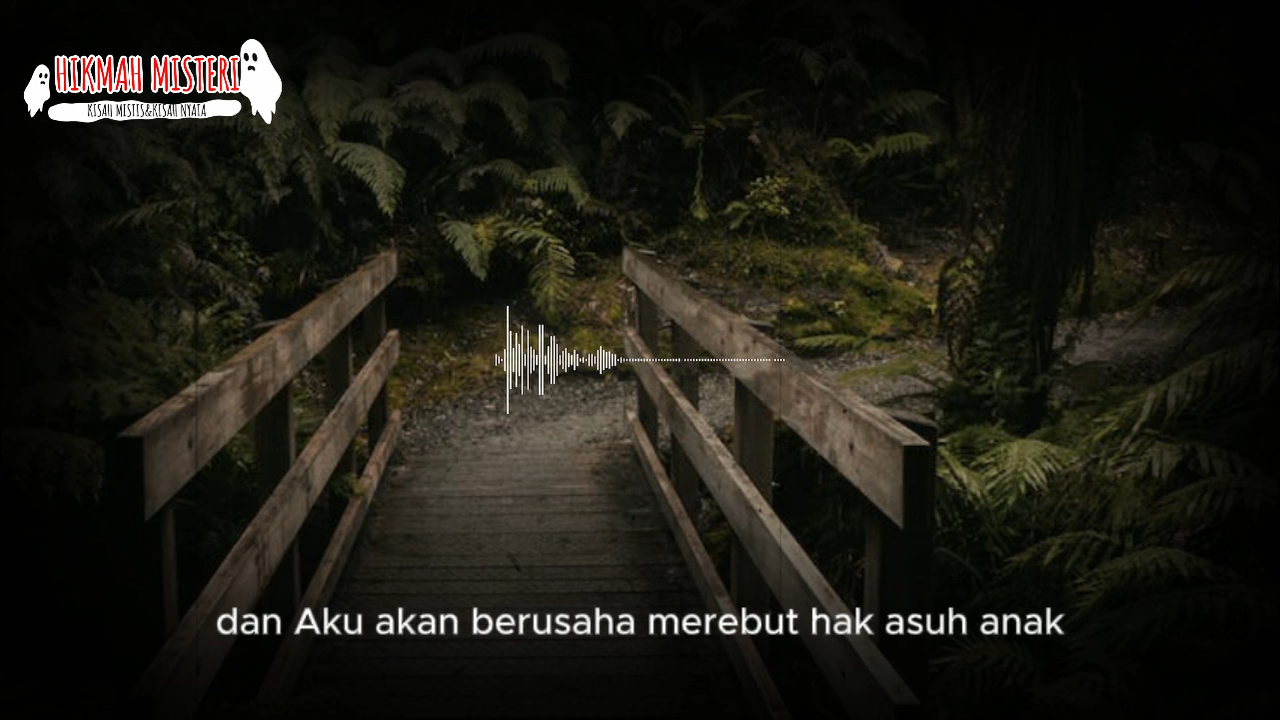 HIKMAH MISTERI
KISAH MISTIS&KISAH NYATA
dan Aku akan berusaha merebut hak asuh anak